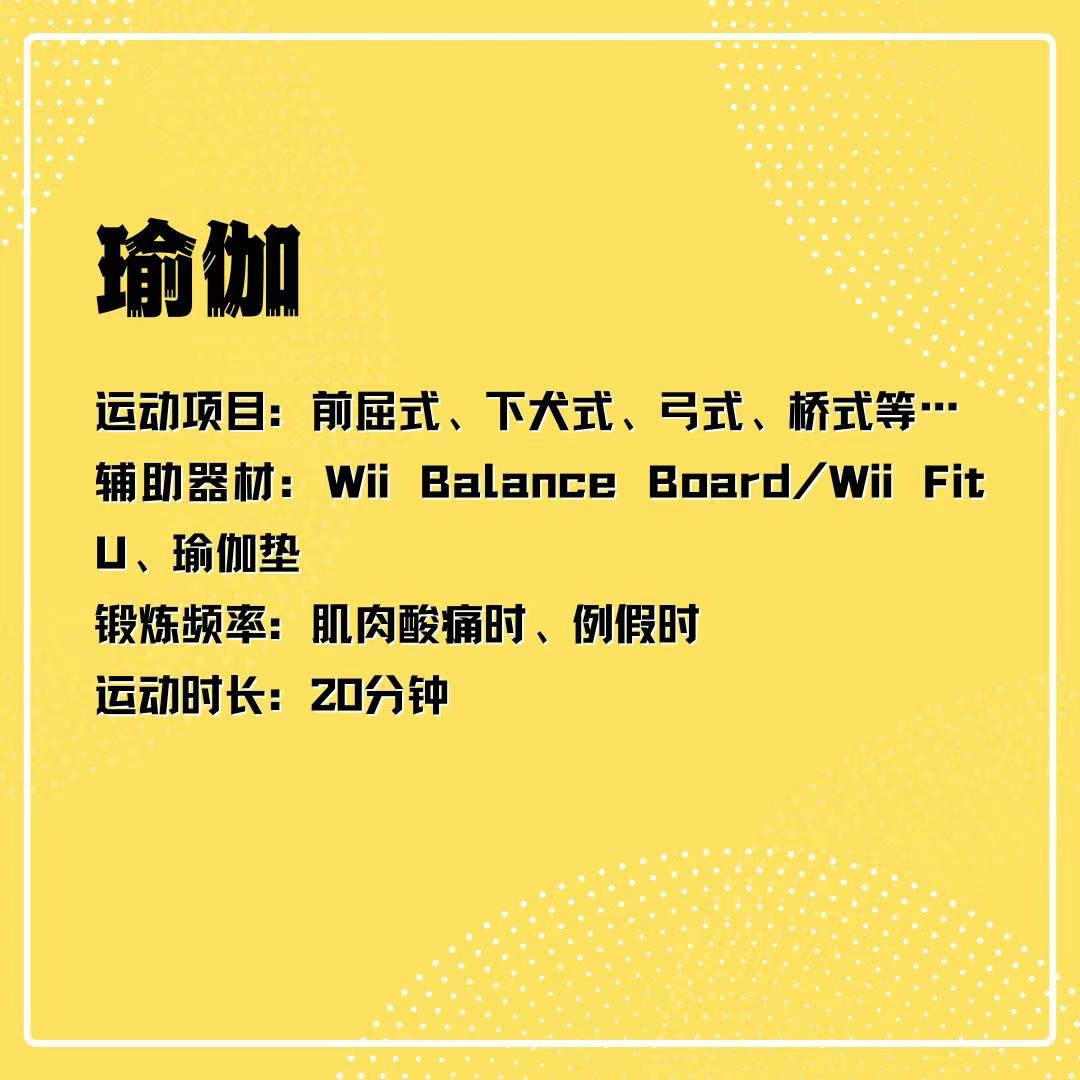 瑜伽
运动项目：前屈式、下犬式、弓式、桥式等…
辅助器材：Wii Balance Board/Wii Fit
U、瑜伽垫
锻炼频率：肌肉酸痛时、例假时
运动时长：20分钟